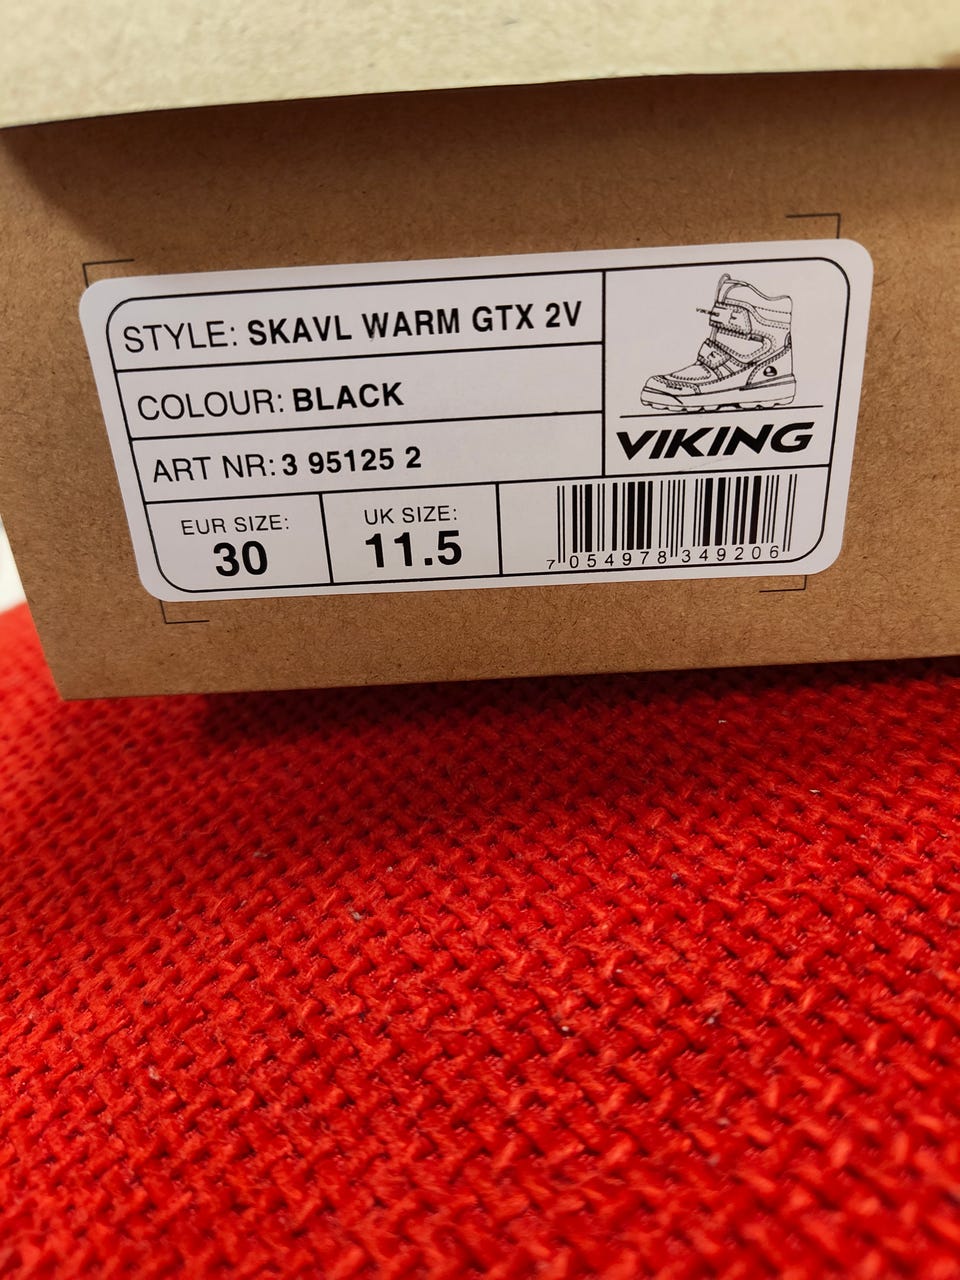 STYLE: SKAVL WARM GTX 2V
COLOUR: BLACK
ART NR: 3 95125 2
VIKING
VIKING
EUR SIZE:
30
UK SIZE:
11.5
7 054978 349206